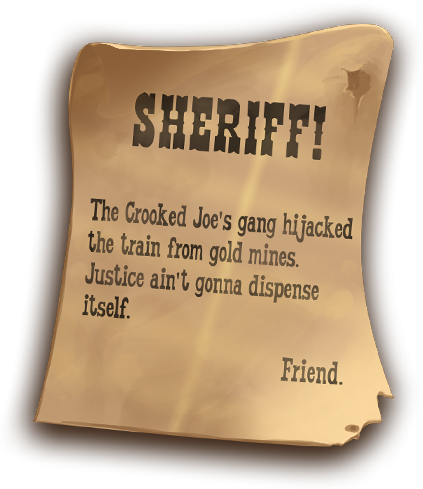 SHERIFF!
The Crooked Joe's gang hijacked
the train from gold mines.
Justice ain't gonna dispense
itself.
Friend.